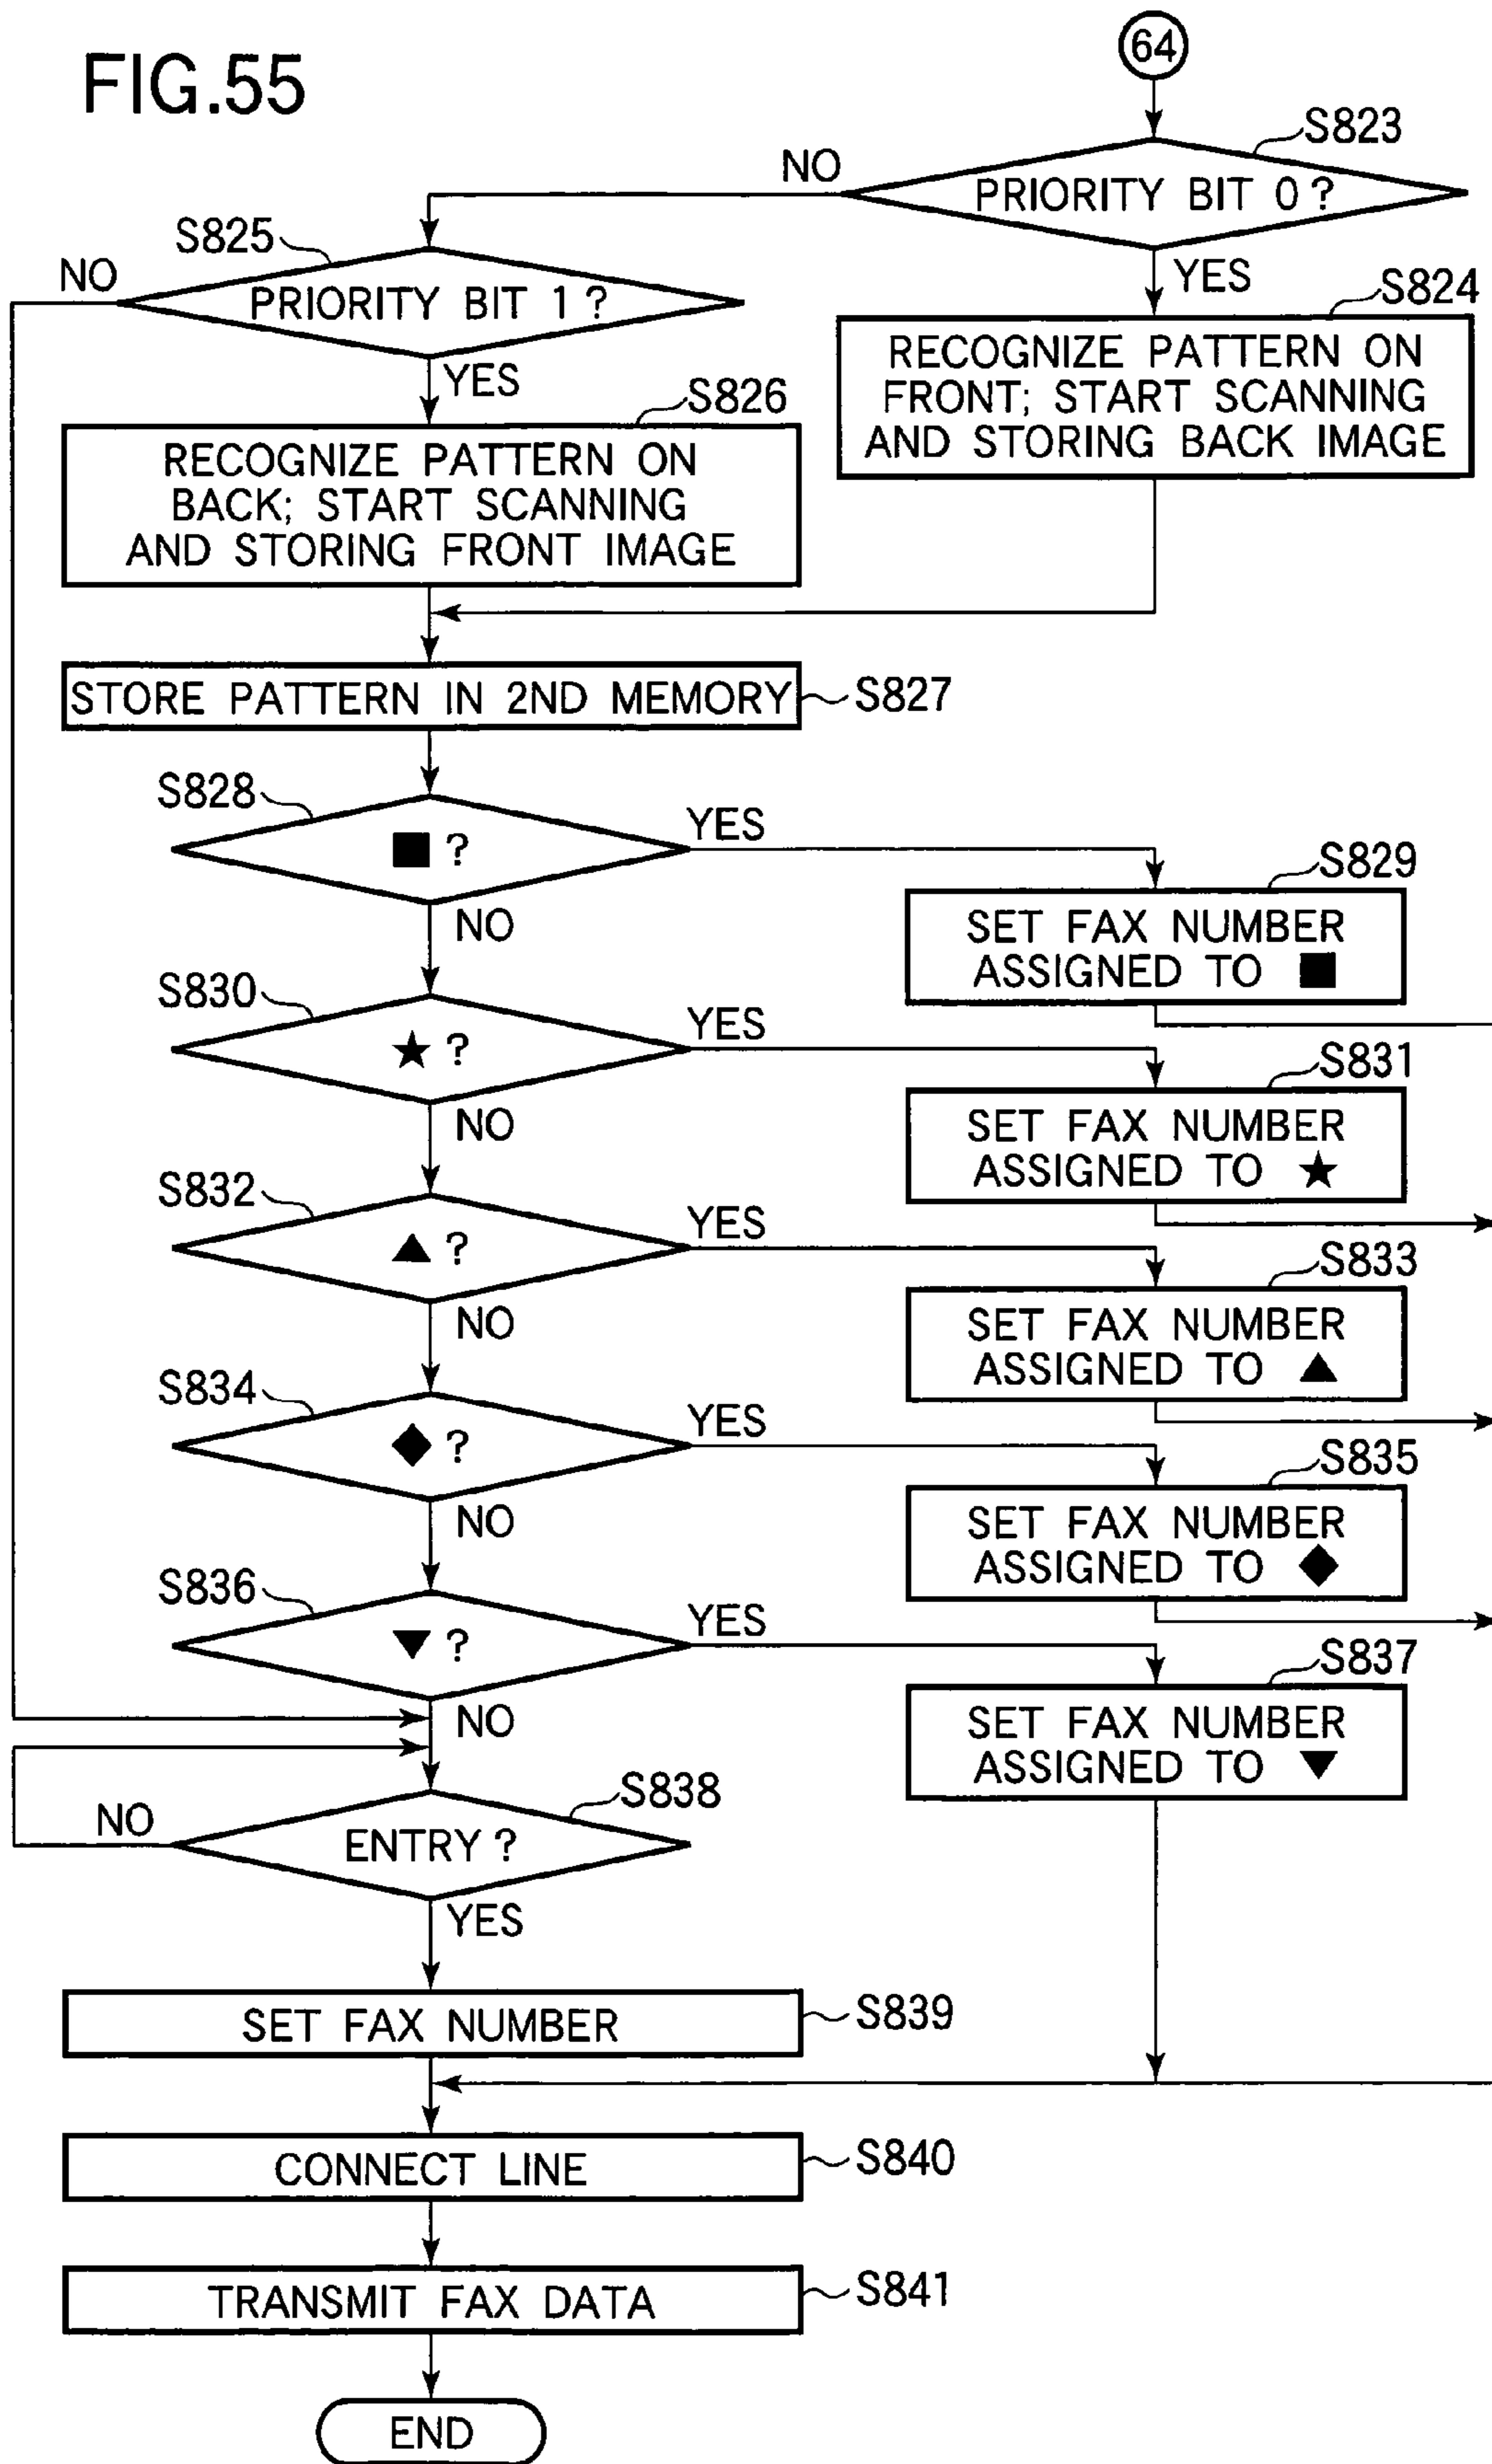 FIG.55
64
S823
PRIORITY BIT 0?
NO
YES
S825
PRIORITY BIT 1?
NO
YES
S824
RECOGNIZE PATTERN ON
FRONT; START SCANNING
AND STORING BACK IMAGE
S826
RECOGNIZE PATTERN ON
BACK; START SCANNING
AND STORING FRONT IMAGE
STORE PATTERN IN 2ND MEMORY
S827
S828
■ ?
YES
NO
S829
SET FAX NUMBER
ASSIGNED TO ■
S830
★ ?
YES
NO
S831
SET FAX NUMBER
ASSIGNED TO ★
S832
▲ ?
YES
NO
S833
SET FAX NUMBER
ASSIGNED TO ▲
S834
◆ ?
YES
NO
S835
SET FAX NUMBER
ASSIGNED TO ◆
S836
▼ ?
YES
NO
S837
SET FAX NUMBER
ASSIGNED TO ▼
S838
ENTRY?
NO
YES
SET FAX NUMBER
S839
CONNECT LINE
S840
TRANSMIT FAX DATA
S841
END